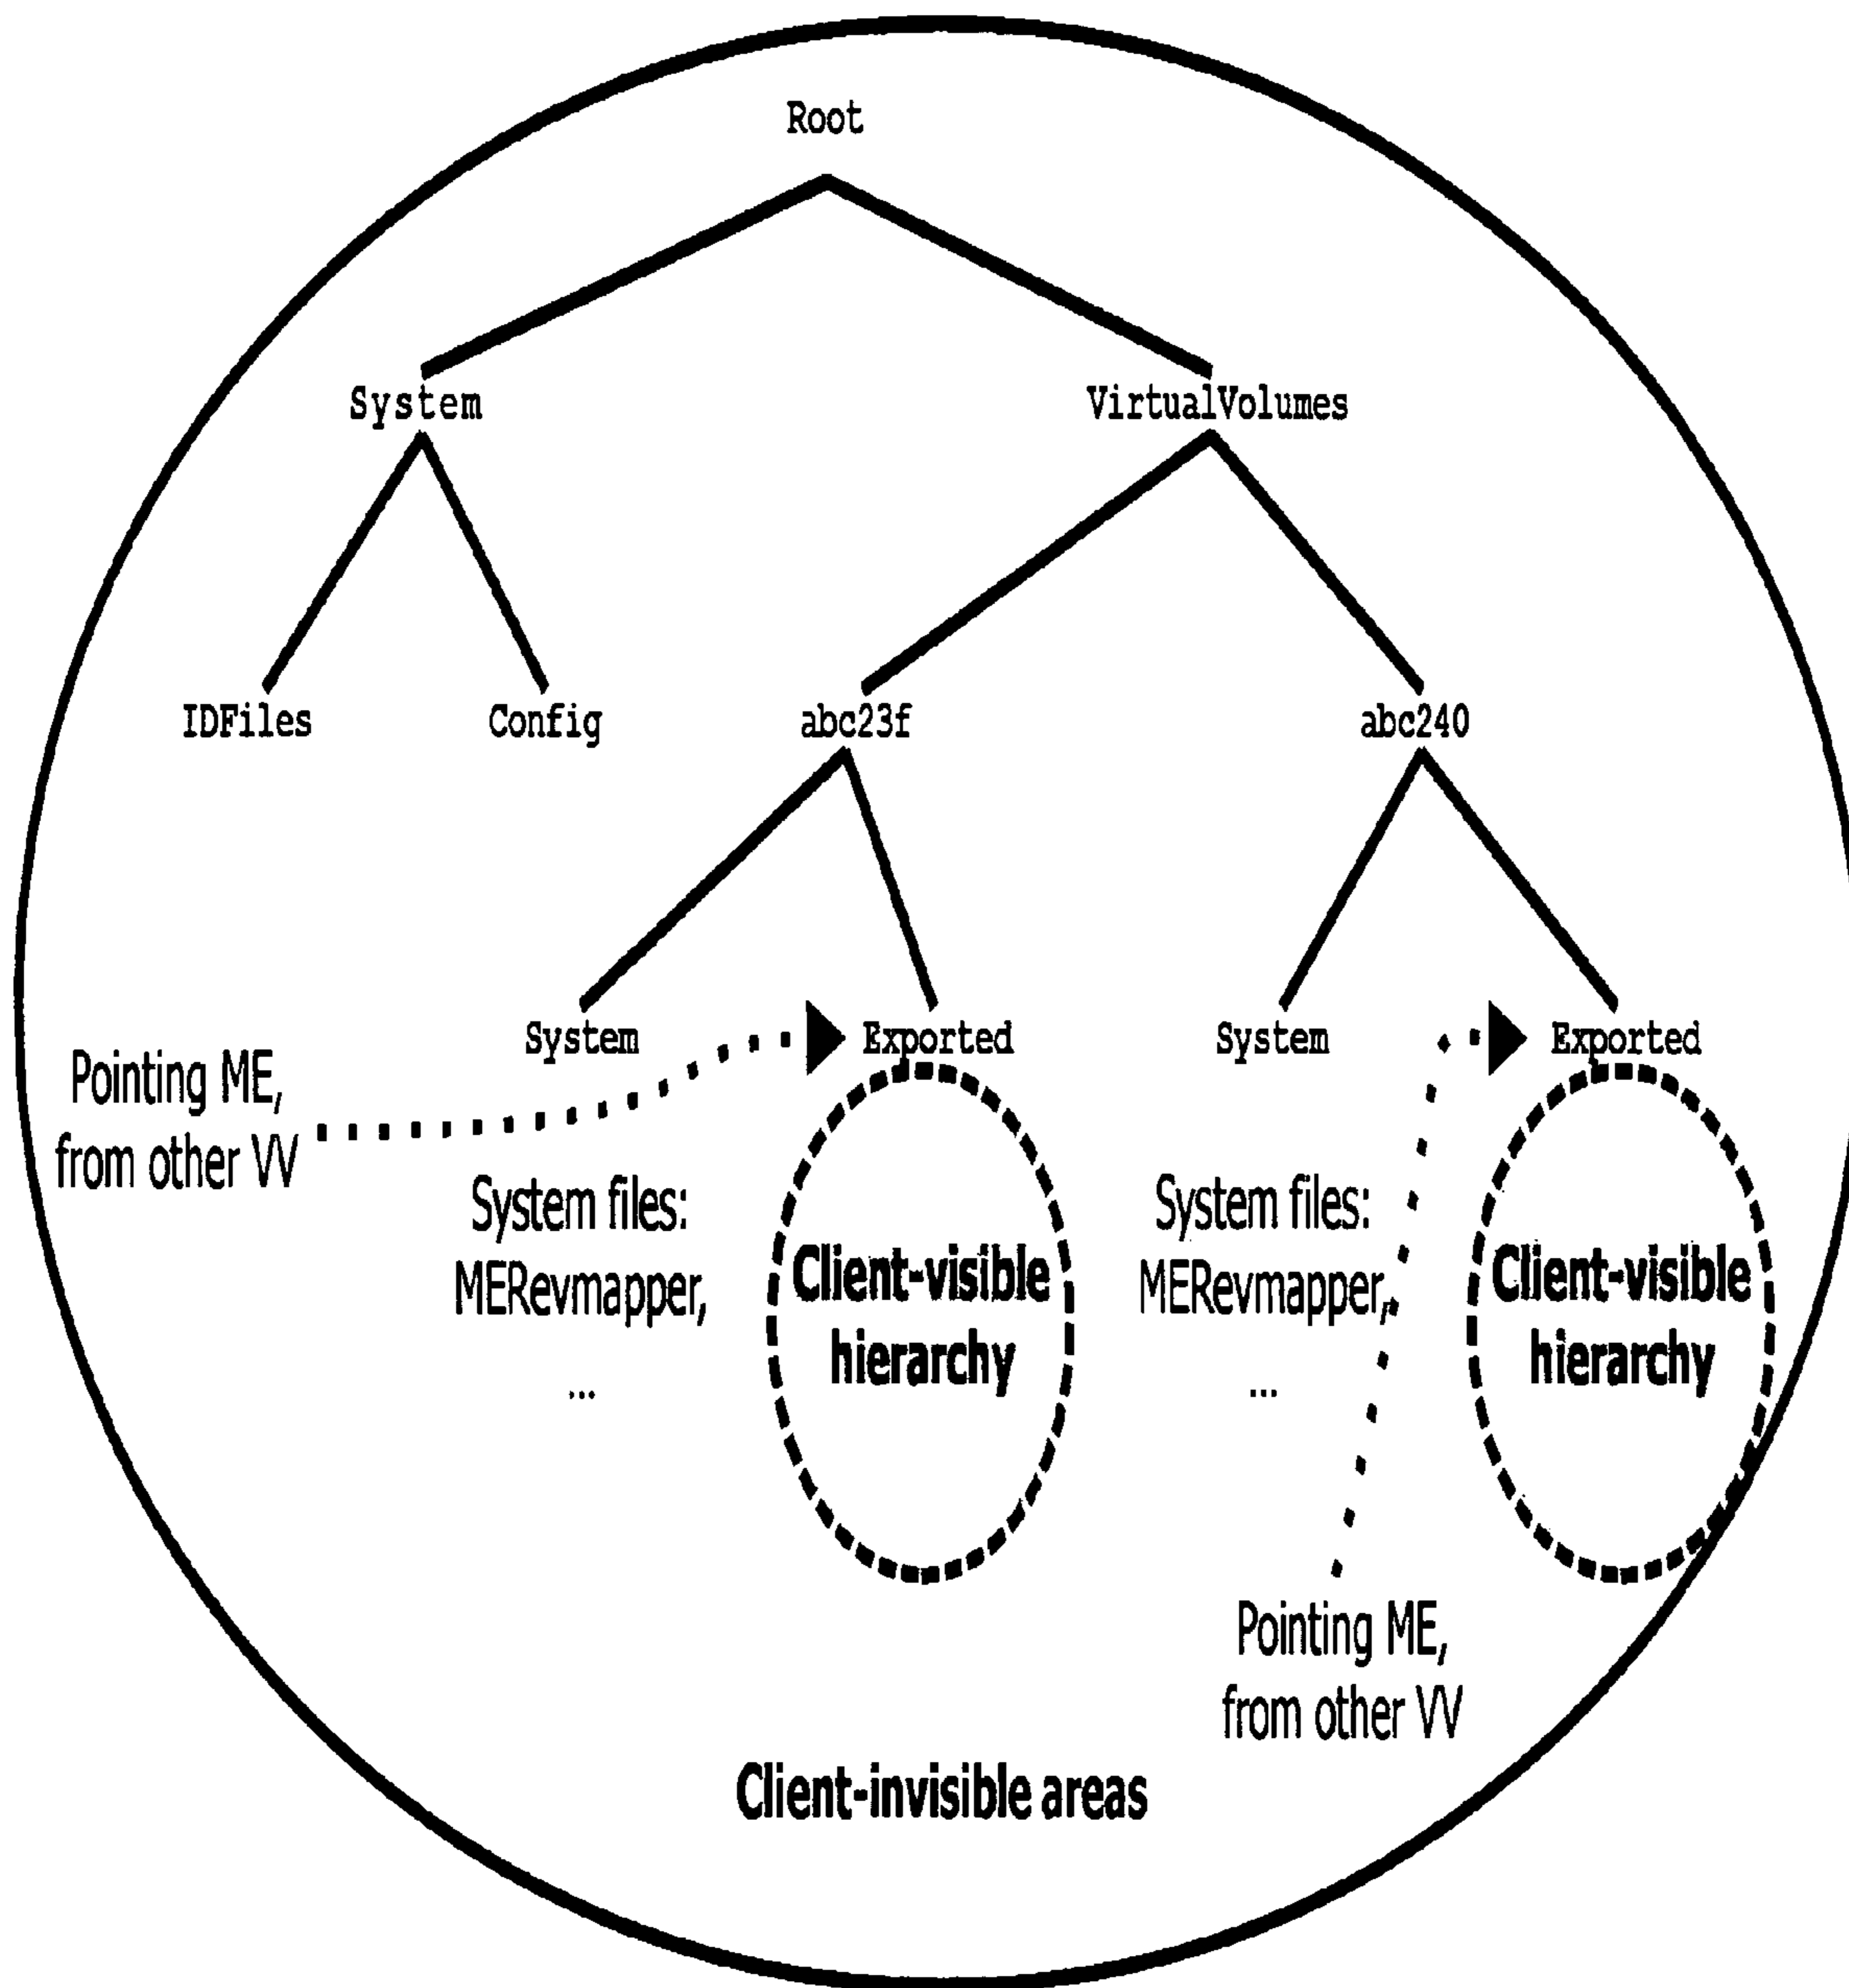 Root
System
VirtualVolumes
IDFiles
Config
abc23f
abc240
System
Exported
System
Exported
Pointing ME,
from other VV
System files:
MERevmapper,
...
Client-visible
hierarchy
System files:
MERevmapper,
...
Client-visible
hierarchy
Pointing ME,
from other VV
Client-invisible areas